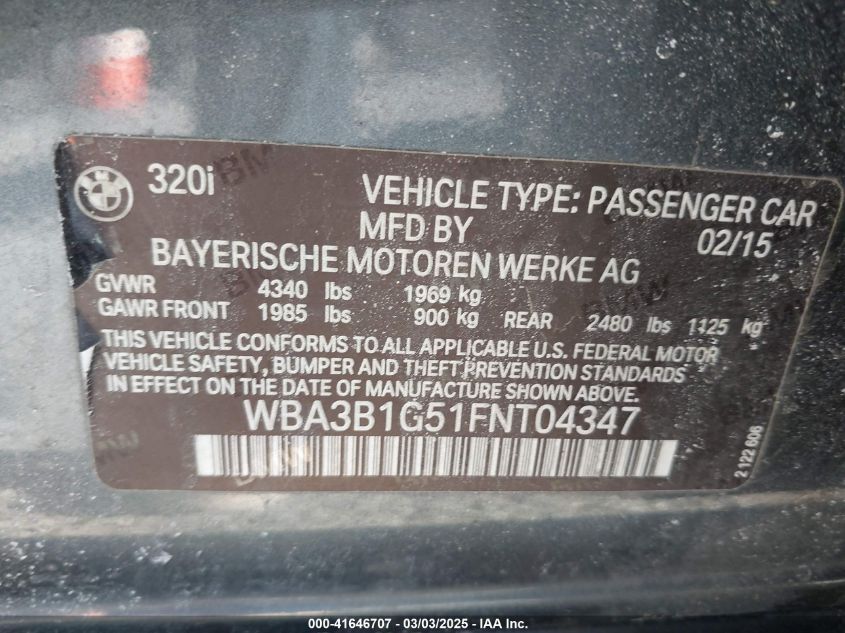 320i
VEHICLE TYPE: PASSENGER CAR
MFD BY 02/15
BAYERISCHE MOTOREN WERKE AG
GVWR 4340 lbs 1969 kg
GAWR FRONT 1985 lbs 900 kg REAR 2480 lbs 1125 kg
THIS VEHICLE CONFORMS TO ALL APPLICABLE U.S. FEDERAL MOTOR
VEHICLE SAFETY, BUMPER AND THEFT PREVENTION STANDARDS
IN EFFECT ON THE DATE OF MANUFACTURE SHOWN ABOVE.
WBA3B1G51FNT04347
2 122 606
000-41646707 - 03/03/2025 - IAA Inc.